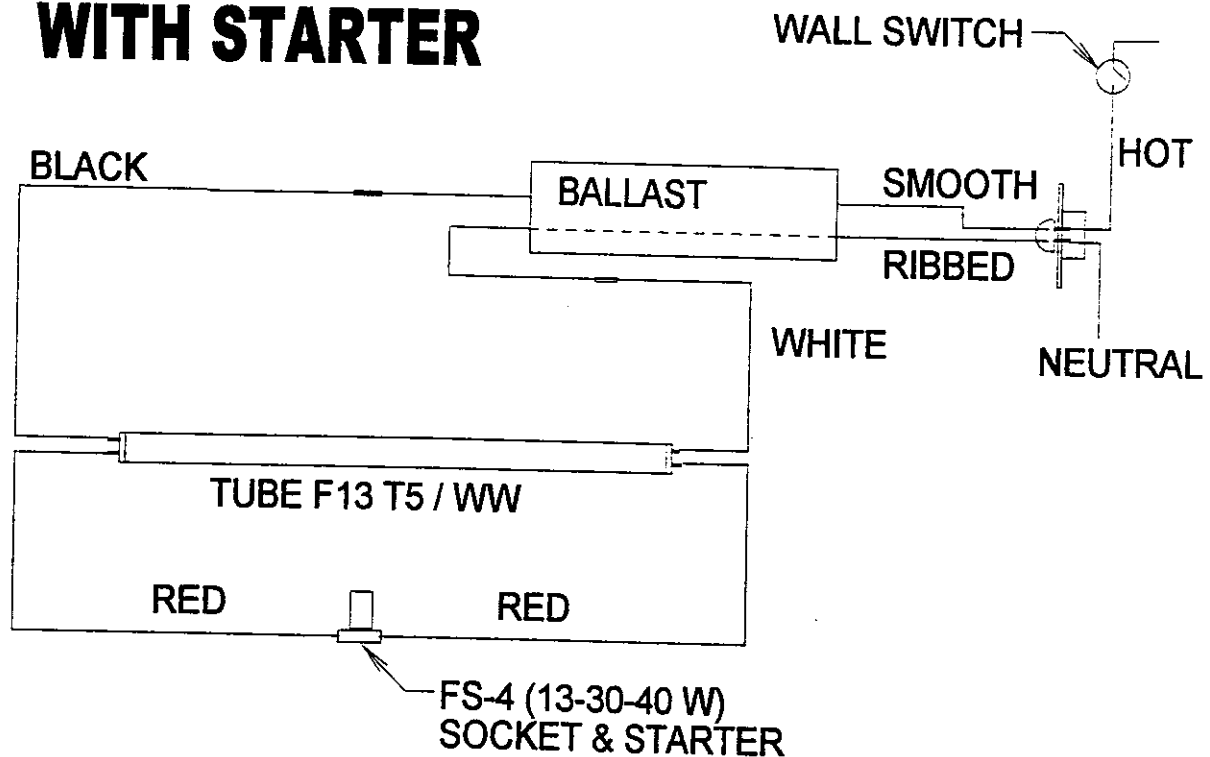 WITH STARTER
WALL SWITCH
HOT
BLACK
BALLAST
SMOOTH
RIBBED
WHITE
NEUTRAL
TUBE F13 T5 / WW
RED
RED
FS-4 (13-30-40 W)
SOCKET & STARTER